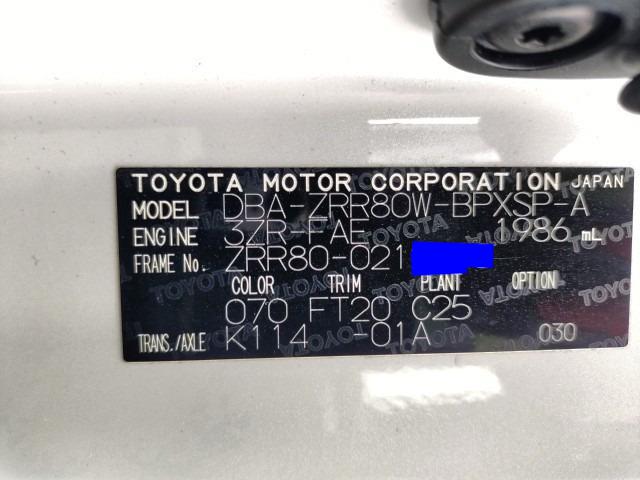 TOYOTA MOTOR CORPORATION JAPAN
MODEL DBA-ZRR80W-BPXSP-A
ENGINE 3ZR-FAE 1986 mL
FRAME No. ZRR80-021
COLOR TRIM PLANT OPTION
070 FT20 C25
TRANS./AXLE K114 -01A 030